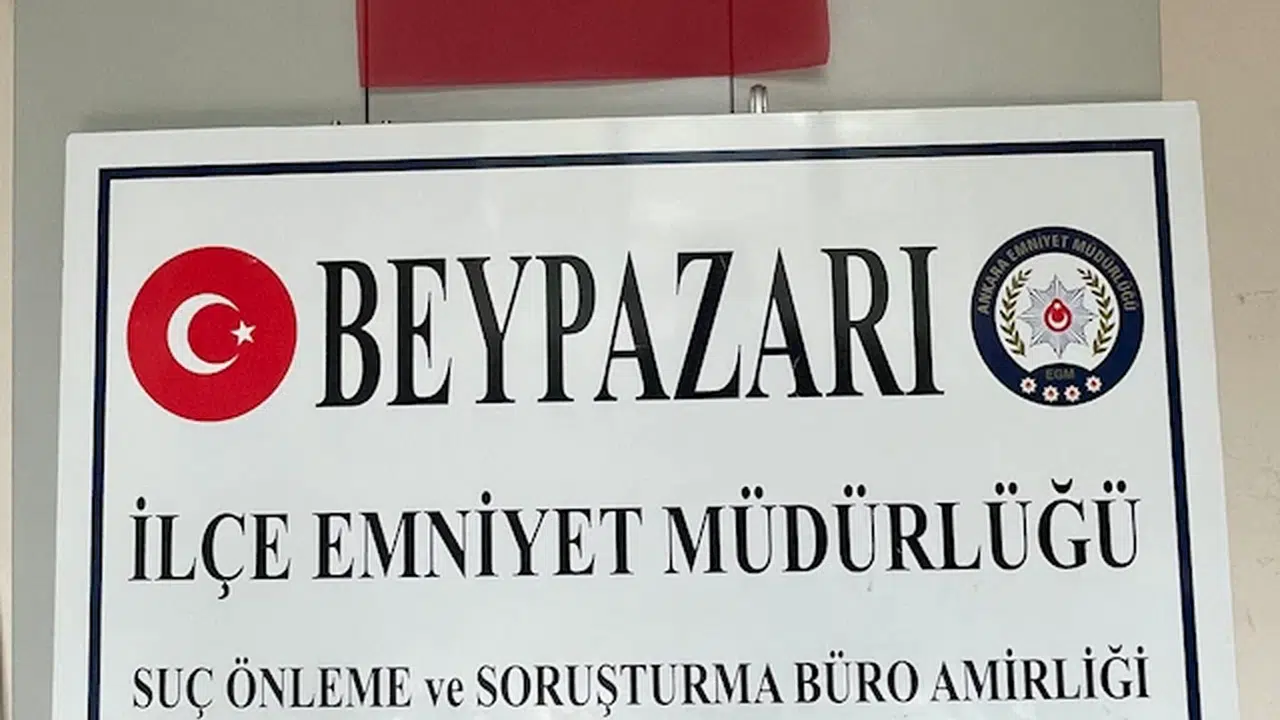 BEYPAZARI
ANKARA EMNİYET MÜDÜRLÜĞÜ
EGM
İLÇE EMNİYET MÜDÜRLÜĞÜ
SUÇ ÖNLEME ve SORUŞTURMA BÜRO AMİRLİĞİ